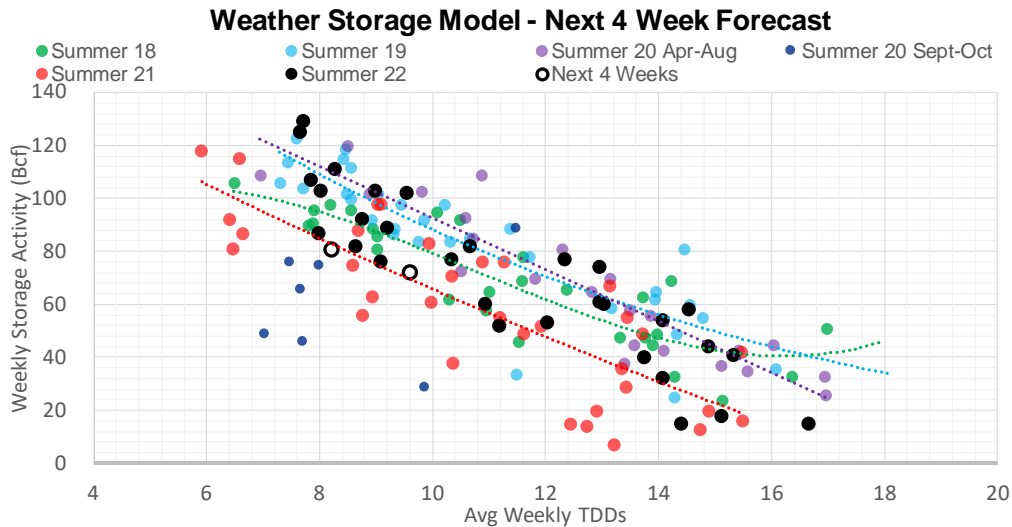 Weather Storage Model - Next 4 Week Forecast
Summer 18 Summer 19 Summer 20 Apr-Aug Summer 20 Sept-Oct
Summer 21 Summer 22 Next 4 Weeks
140
120
100
80
60
40
20
0
Weekly Storage Activity (Bcf)
4 6 8 10 12 14 16 18 20
Avg Weekly TDDs